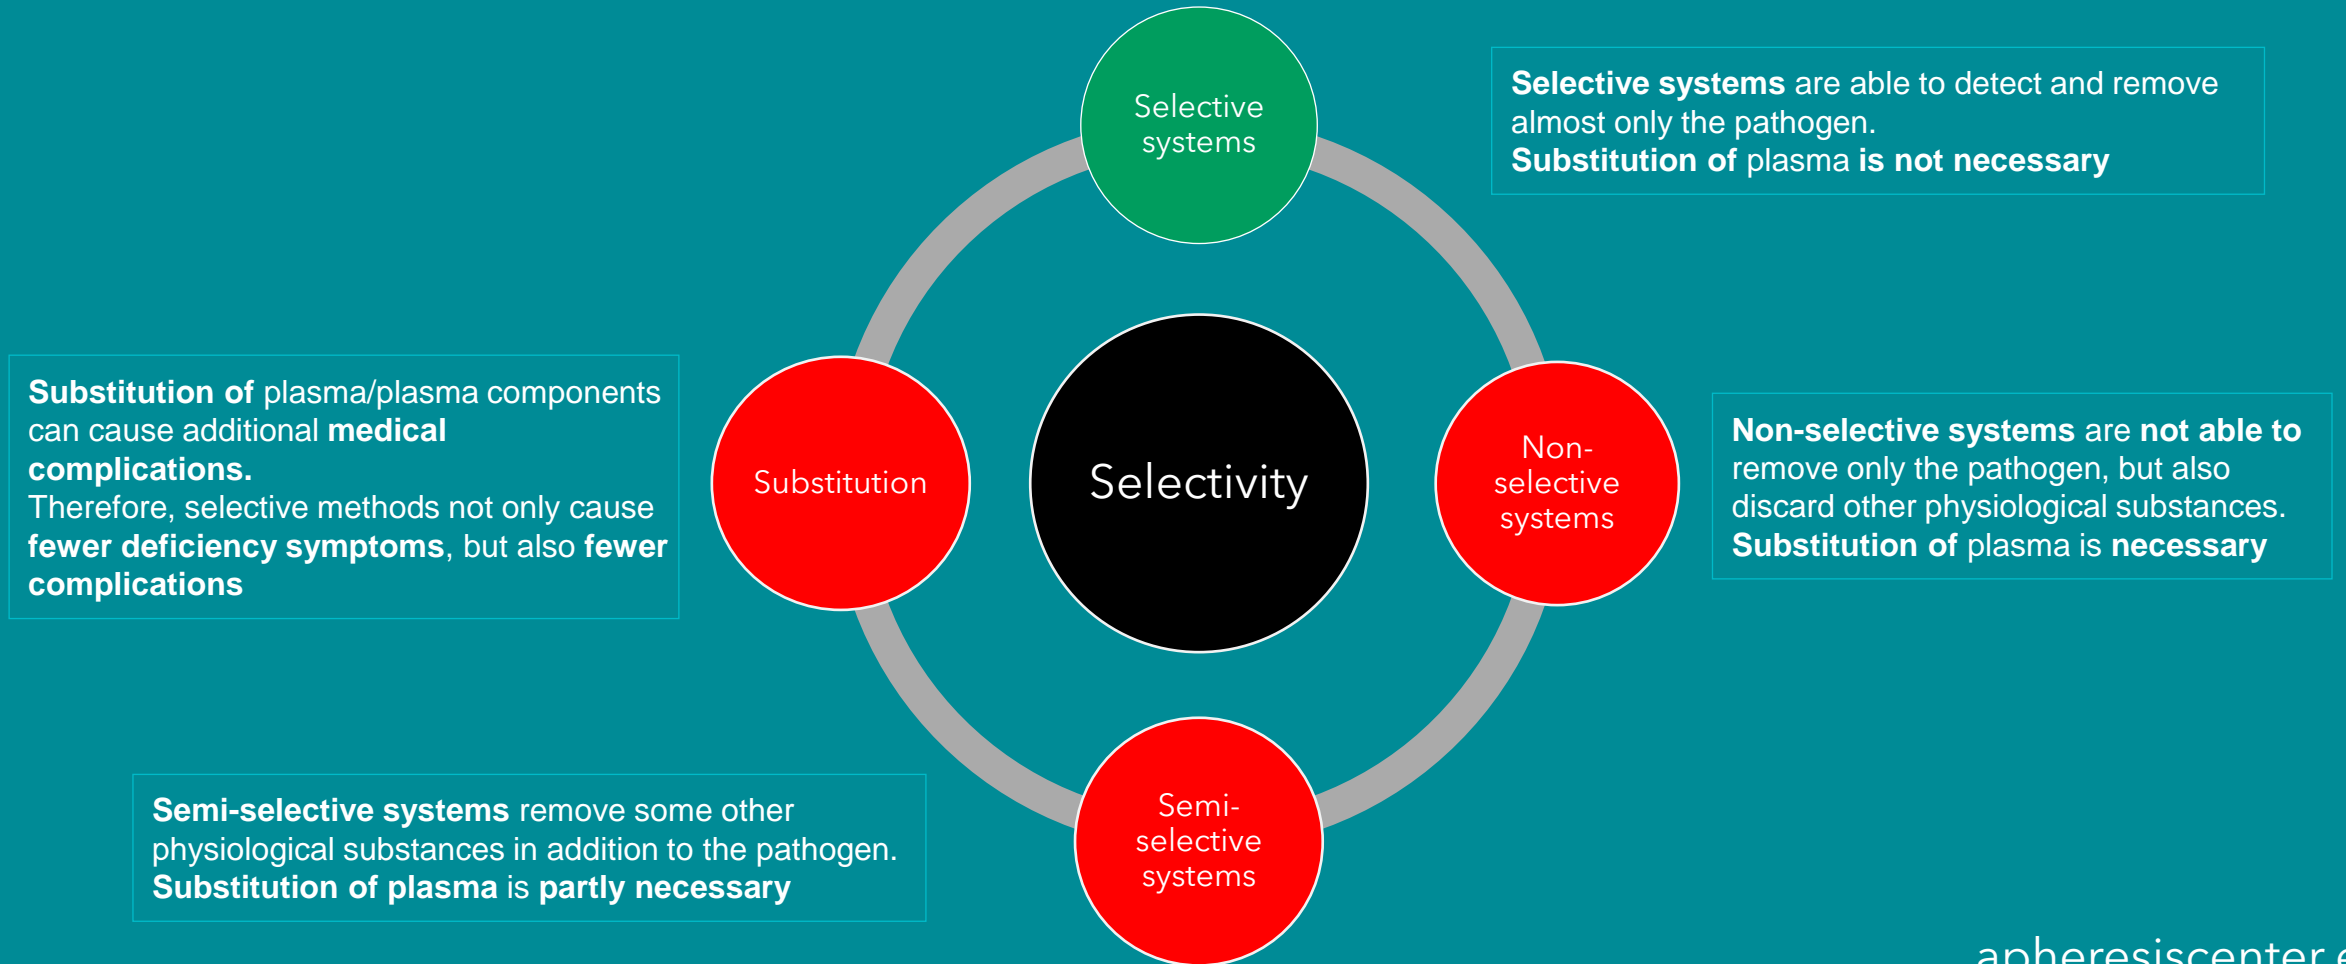 Selective
systems
Selective systems are able to detect and remove
almost only the pathogen.
Substitution of plasma is not necessary
Substitution of plasma/plasma components
can cause additional medical
complications.
Therefore, selective methods not only cause
fewer deficiency symptoms, but also fewer
complications
Substitution
Selectivity
Non-
selective
systems
Non-selective systems are not able to
remove only the pathogen, but also
discard other physiological substances.
Substitution of plasma is necessary
Semi-selective systems remove some other
physiological substances in addition to the pathogen.
Substitution of plasma is partly necessary
Semi-
selective
systems
apheresiscenter.e